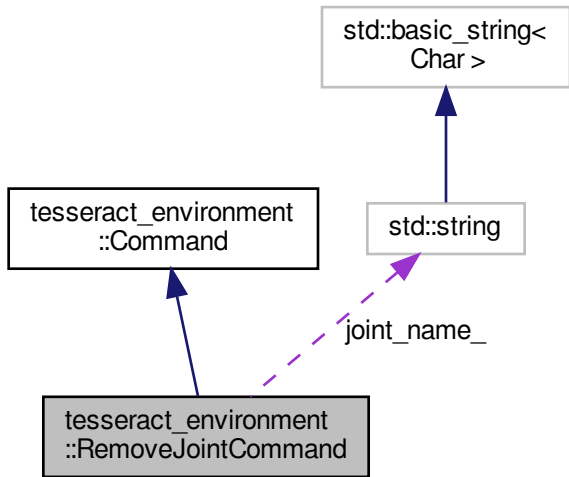 std::basic_string<
Char >
tesseract_environment
::Command
std::string
joint_name_
tesseract_environment
::RemoveJointCommand